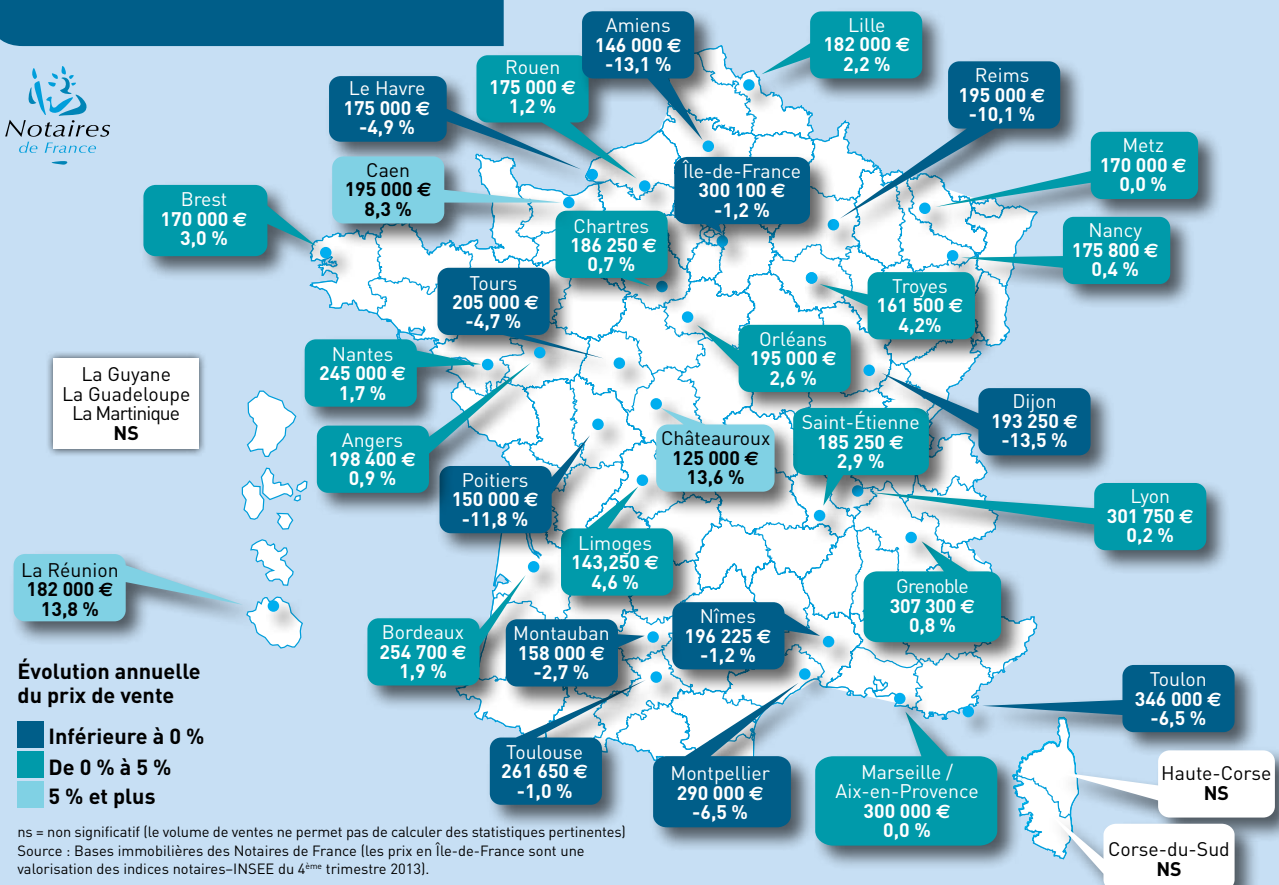 Notaires
de France
Amiens
146 000 €
-13,1 %
Lille
182 000 €
2,2 %
Rouen
175 000 €
1,2 %
Le Havre
175 000 €
-4,9 %
Reims
195 000 €
-10,1 %
Metz
170 000 €
0,0 %
Caen
195 000 €
8,3 %
Île-de-France
300 100 €
-1,2 %
Brest
170 000 €
3,0 %
Chartres
186 250 €
0,7 %
Nancy
175 800 €
0,4 %
Tours
205 000 €
-4,7 %
Troyes
161 500 €
4,2%
Nantes
245 000 €
1,7 %
Orléans
195 000 €
2,6 %
La Guyane
La Guadeloupe
La Martinique
NS
Dijon
193 250 €
-13,5 %
Angers
198 400 €
0,9 %
Châteauroux
125 000 €
13,6 %
Saint-Étienne
185 250 €
2,9 %
Poitiers
150 000 €
-11,8 %
Lyon
301 750 €
0,2 %
Limoges
143,250 €
4,6 %
La Réunion
182 000 €
13,8 %
Grenoble
307 300 €
0,8 %
Bordeaux
254 700 €
1,9 %
Montauban
158 000 €
-2,7 %
Nîmes
196 225 €
-1,2 %
Toulon
346 000 €
-6,5 %
Toulouse
261 650 €
-1,0 %
Montpellier
290 000 €
-6,5 %
Marseille /
Aix-en-Provence
300 000 €
0,0 %
Haute-Corse
NS
Corse-du-Sud
NS
Évolution annuelle
du prix de vente
Inférieure à 0 %
De 0 % à 5 %
5 % et plus
ns = non significatif (le volume de ventes ne permet pas de calculer des statistiques pertinentes)
Source : Bases immobilières des Notaires de France (les prix en Île-de-France sont une
valorisation des indices notaires–INSEE du 4ème trimestre 2013).